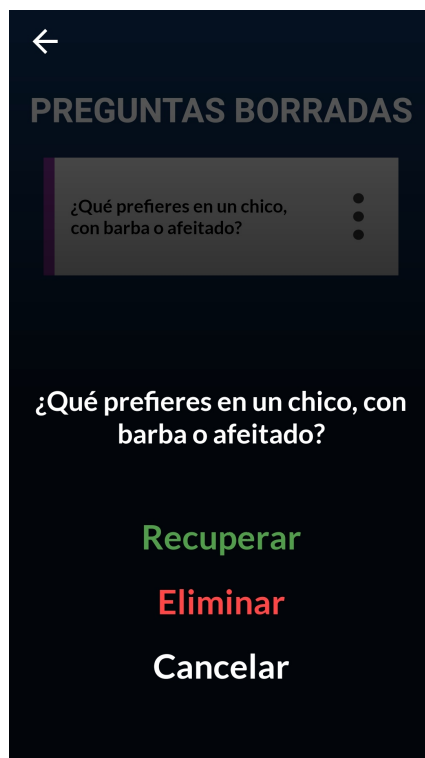 PREGUNTAS BORRADAS
¿Qué prefieres en un chico,
con barba o afeitado?
¿Qué prefieres en un chico, con
barba o afeitado?
Recuperar
Eliminar
Cancelar